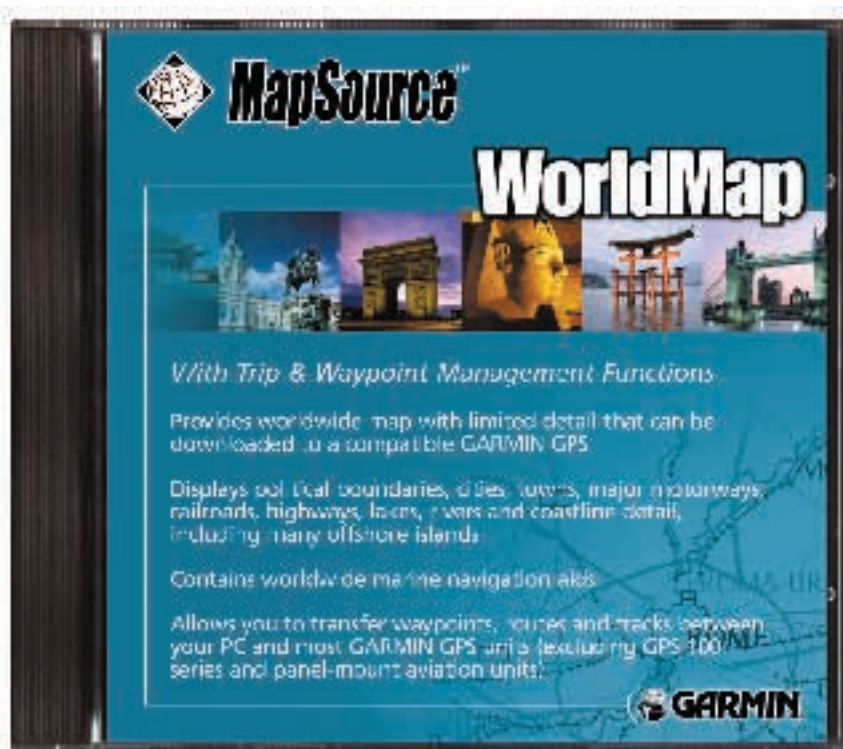 MapSource™
WorldMap
With Trip & Waypoint Management Functions
Provides worldwide map with limited detail that can be
downloaded to a compatible GARMIN GPS
Displays political boundaries, cities, towns, major motorways,
railroads, highways, lakes, rivers and coastline detail,
including many offshore islands
Contains worldwide marine navigation aids
Allows you to transfer waypoints, routes and tracks between
your PC and most GARMIN GPS units (excluding GPS 100
series and panel-mount aviation units)
ROME
GARMIN